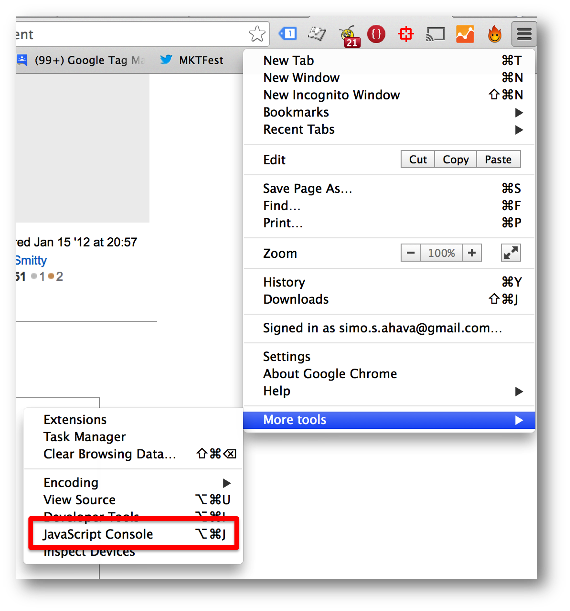 ent
1
21
(99+) Google Tag Ma
MKTFest
New Tab ⌘T
New Window ⌘N
New Incognito Window ⇧⌘N
Bookmarks ▶
Recent Tabs ▶
Edit Cut Copy Paste
Save Page As... ⌘S
Find... ⌘F
Print... ⌘P
Zoom − 100% +
History ⌘Y
Downloads ⇧⌘J
Signed in as simo.s.ahava@gmail.com...
Settings
About Google Chrome
Help ▶
More tools ▶
red Jan 15 '12 at 20:57
Smitty
51 ●1 ●2
Extensions
Task Manager
Clear Browsing Data... ⇧⌘⌫
Encoding ▶
View Source ⌥⌘U
Developer Tools ⌥⌘I
JavaScript Console ⌥⌘J
Inspect Devices